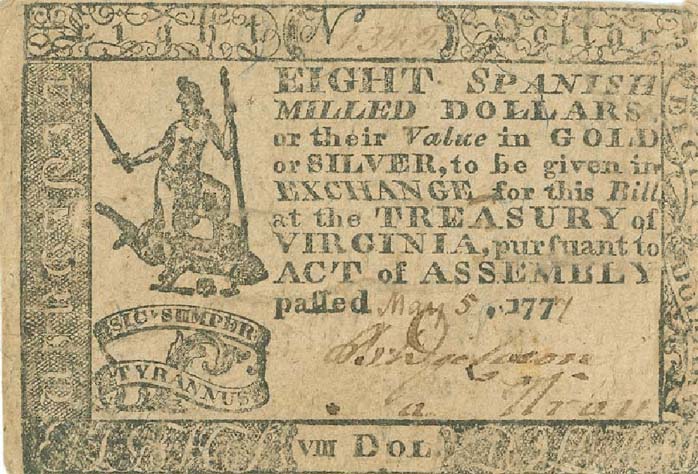 Eight (No 1342) Dollars
EIGHT SPANISH
MILLED DOLLARS,
or their Value in GOLD
or SILVER, to be given in
EXCHANGE for this Bill
at the TREASURY of
VIRGINIA, purſuant to
ACT of ASSEMBLY
paſſed May 5, 1777
SIC SEMPER
TYRANNUS
a Wray
VIII DOL.